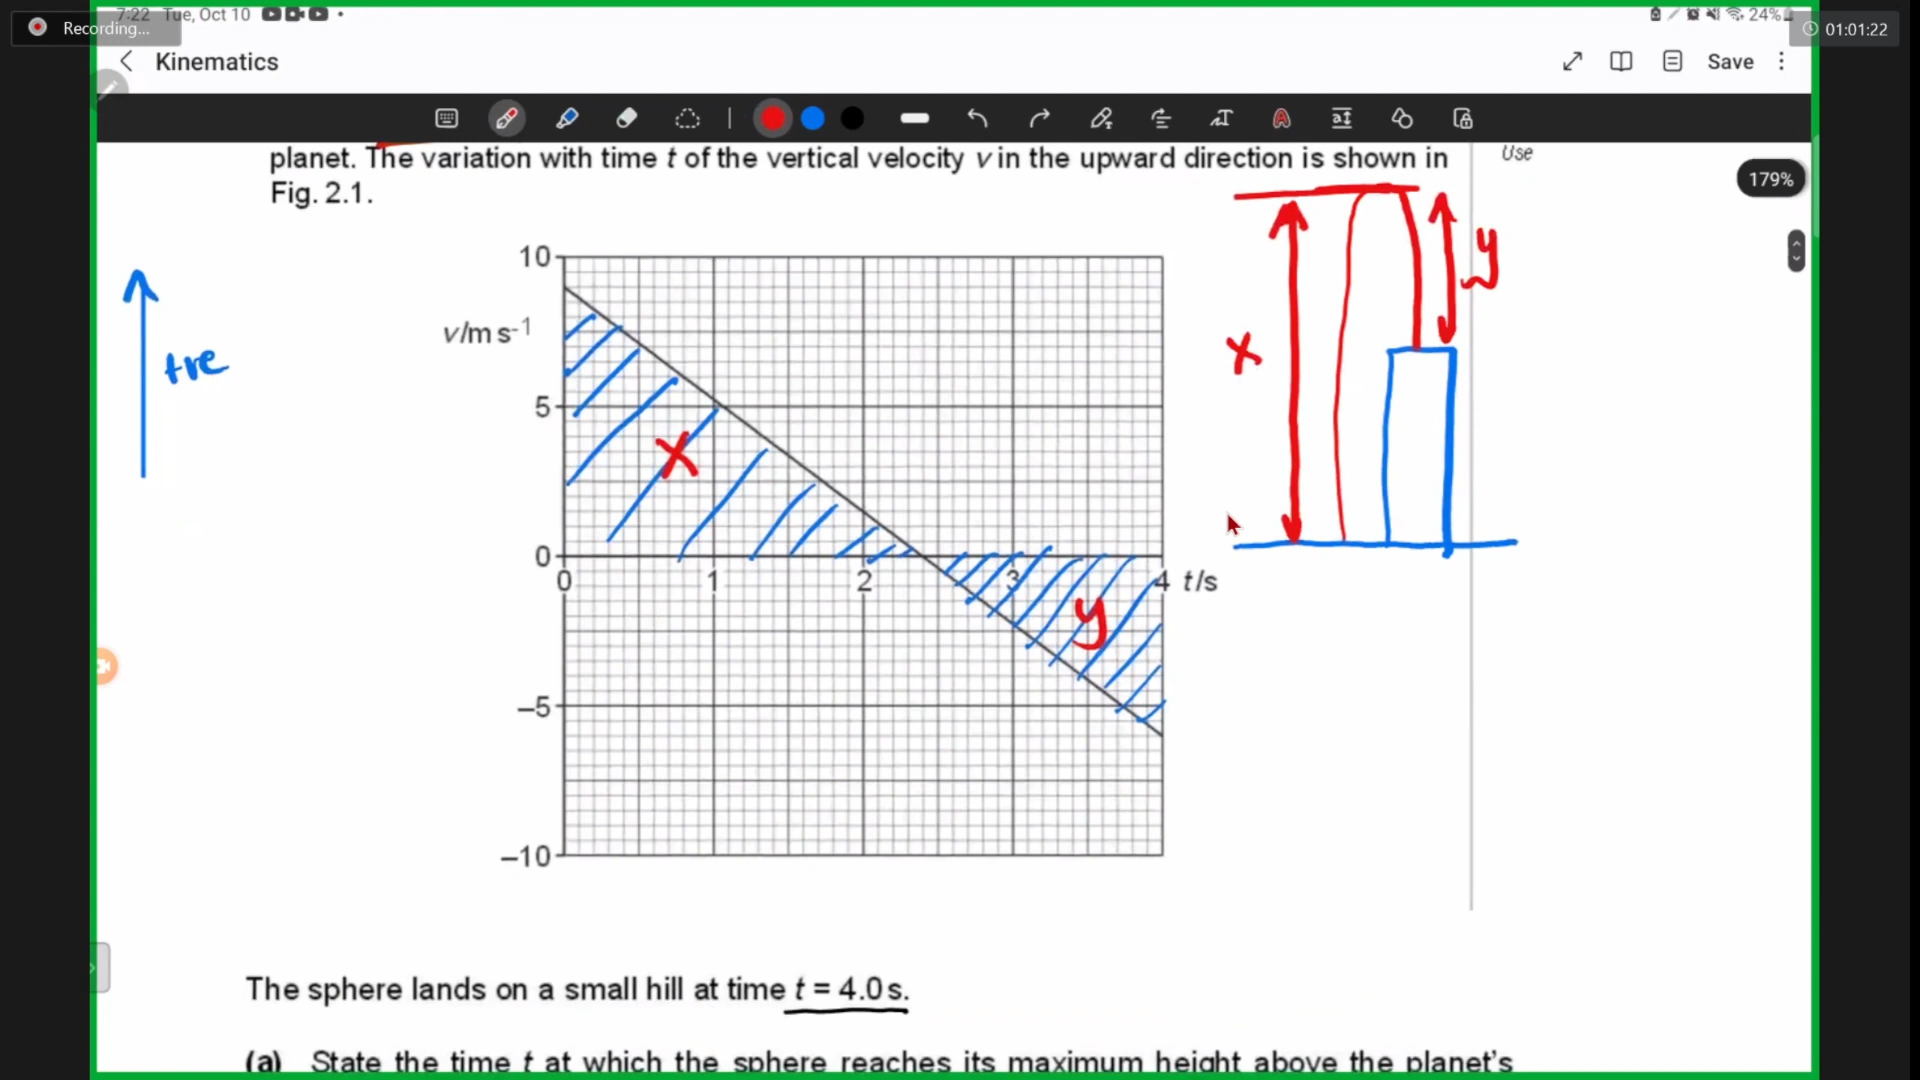 Recording...
7:22 Tue, Oct 10
24%
01:01:22
Kinematics
Save
179%
planet. The variation with time t of the vertical velocity v in the upward direction is shown in
Fig. 2.1.
Use
10
v/m s-1
5
0
-5
-10
0 1 2 3 4 t/s
+ve
x
y
x
y
The sphere lands on a small hill at time t = 4.0 s.
(a) State the time t at which the sphere reaches its maximum height above the planet's